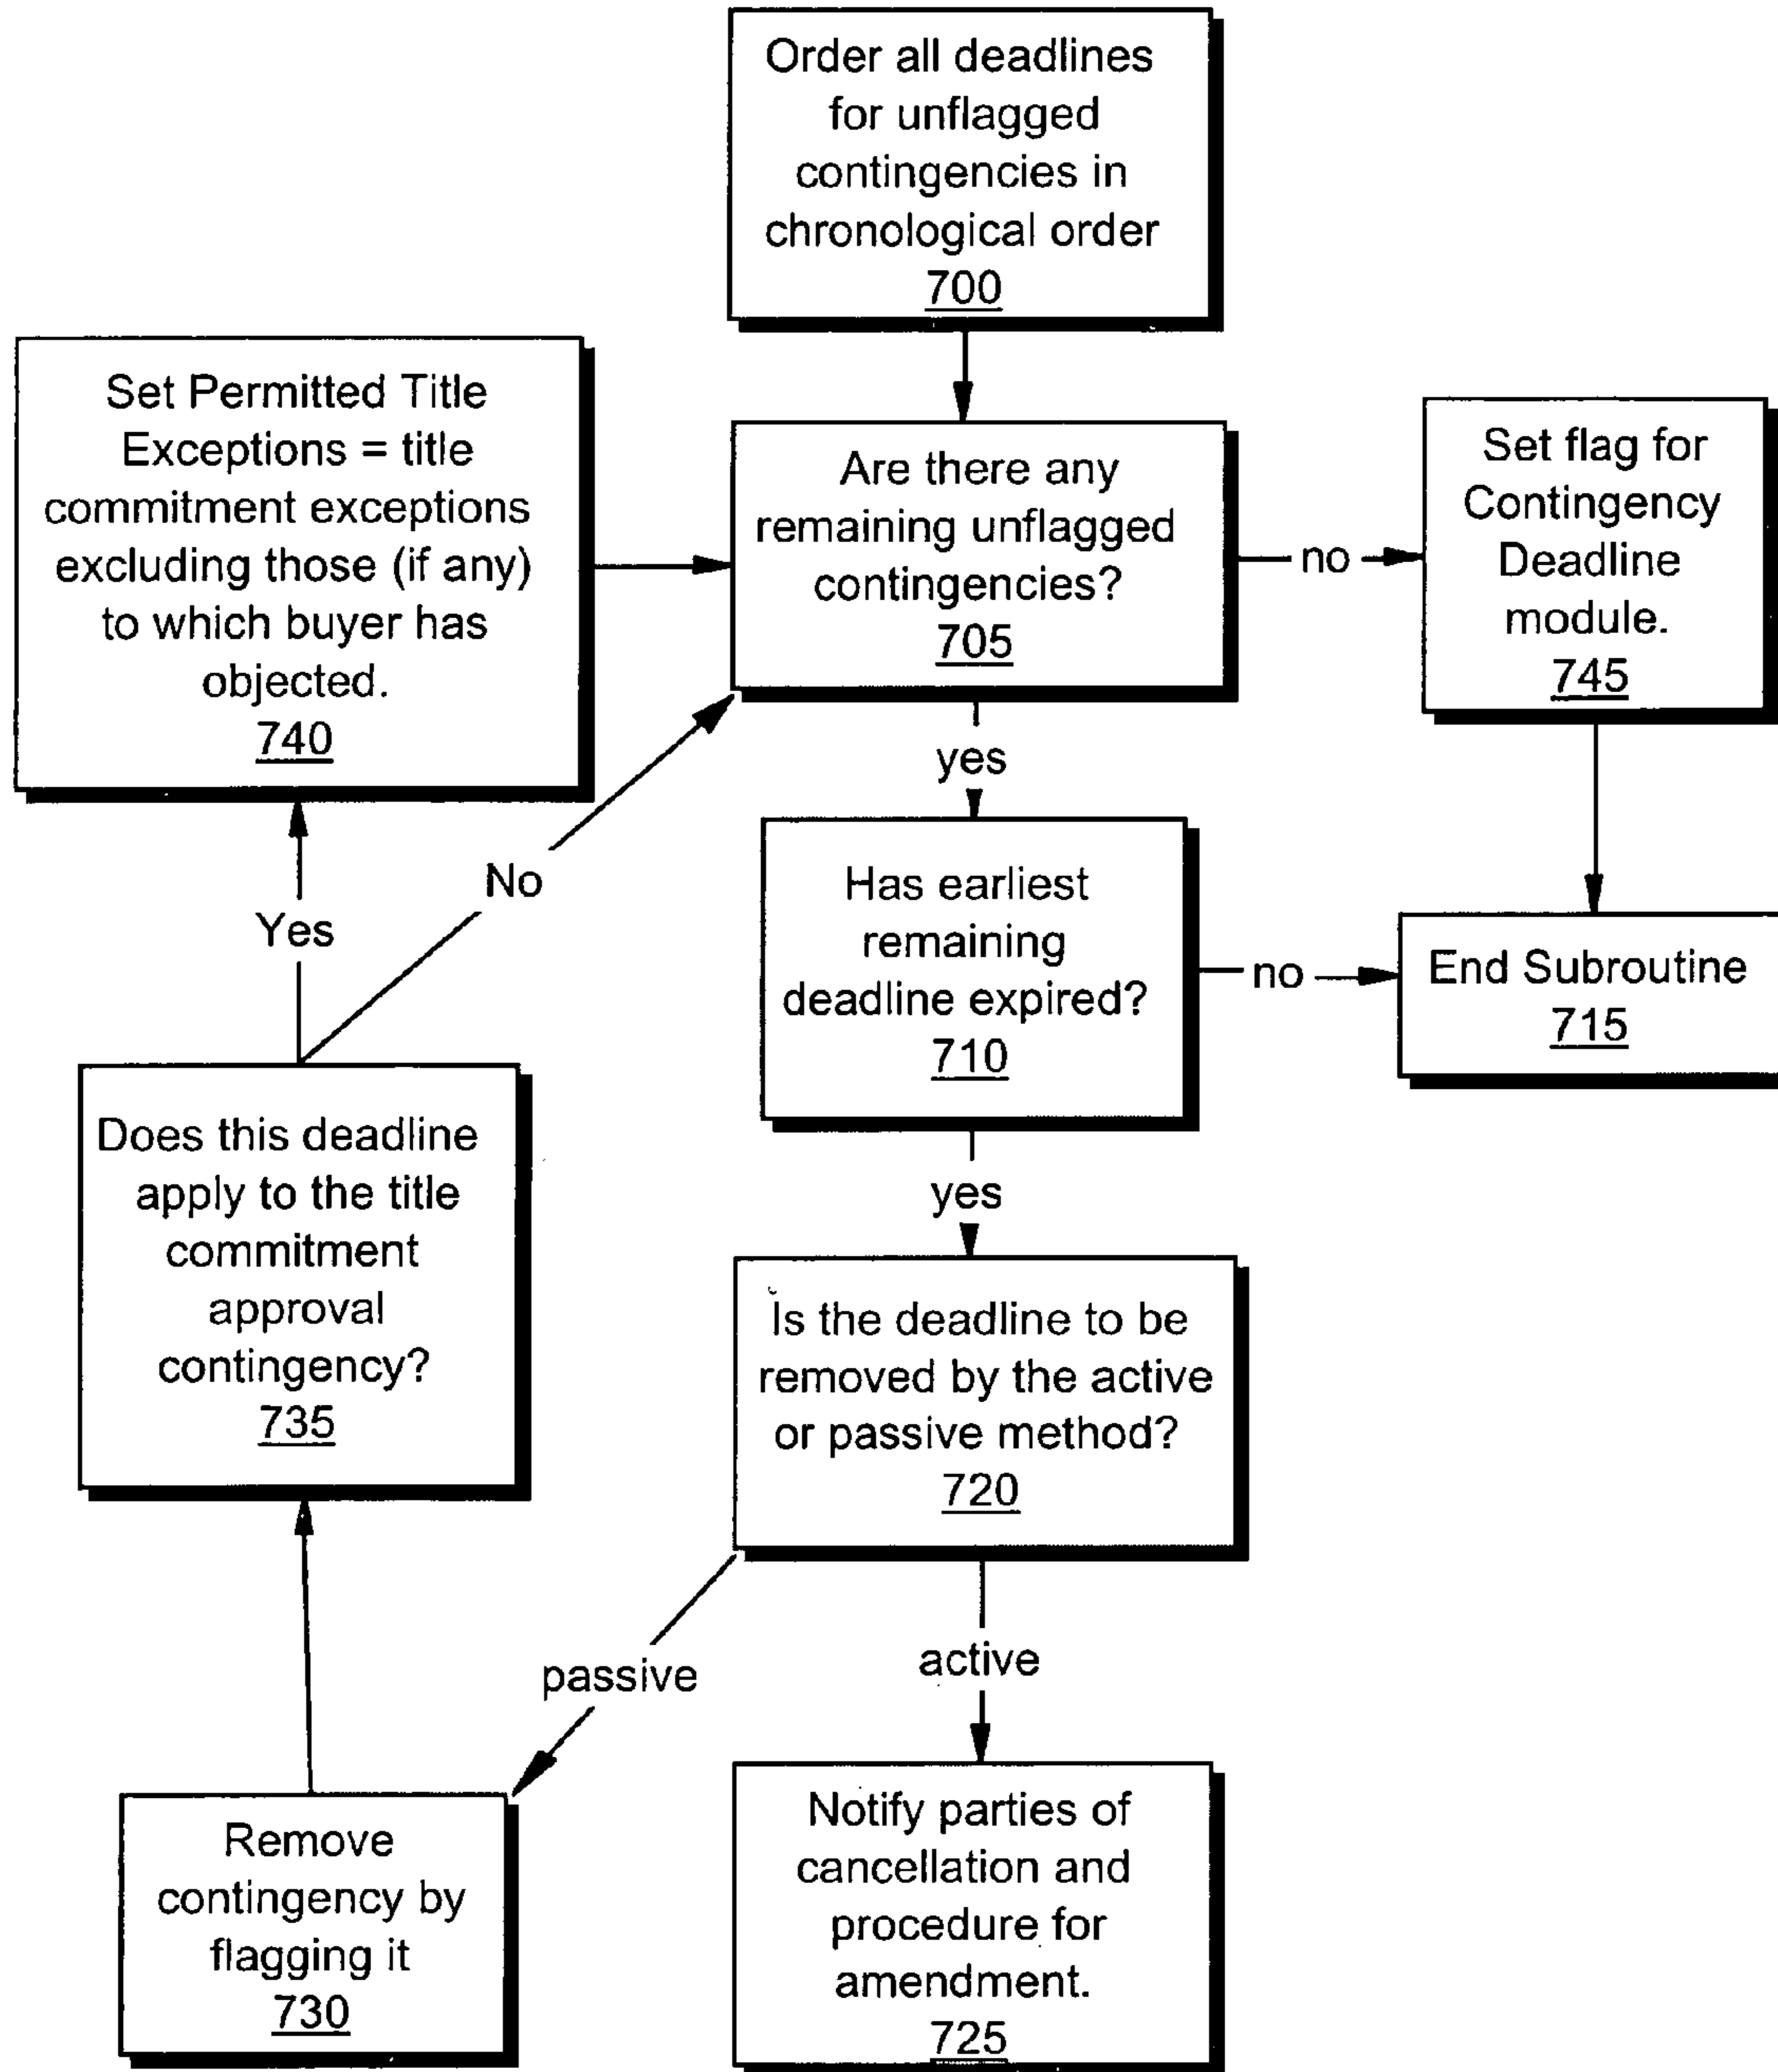 Order all deadlines
for unflagged
contingencies in
chronological order
700
Set Permitted Title
Exceptions = title
commitment exceptions
excluding those (if any)
to which buyer has
objected.
740
Are there any
remaining unflagged
contingencies?
705
no
Set flag for
Contingency
Deadline
module.
745
yes
No
Yes
Has earliest
remaining
deadline expired?
710
no
End Subroutine
715
Does this deadline
apply to the title
commitment
approval
contingency?
735
yes
Is the deadline to be
removed by the active
or passive method?
720
passive
active
Remove
contingency by
flagging it
730
Notify parties of
cancellation and
procedure for
amendment.
725